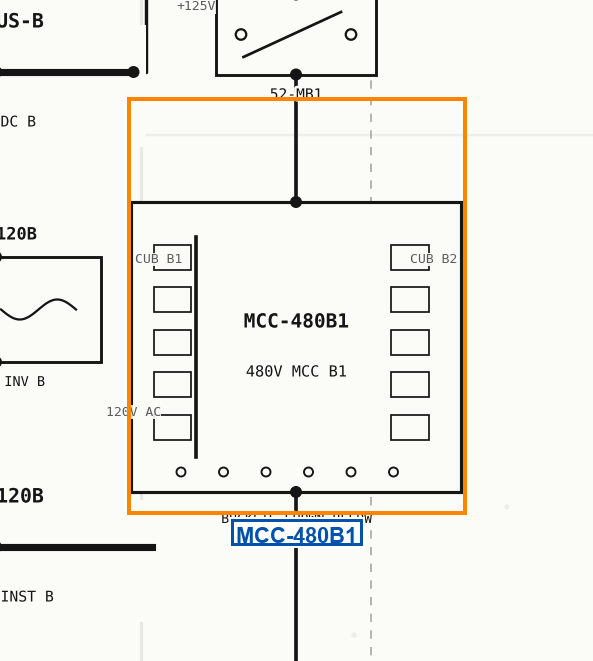 +125V
US-B
52-MB1
DC B
120B
CUB B1
CUB B2
MCC-480B1
480V MCC B1
INV B
120V AC
120B
MCC-480B1
INST B